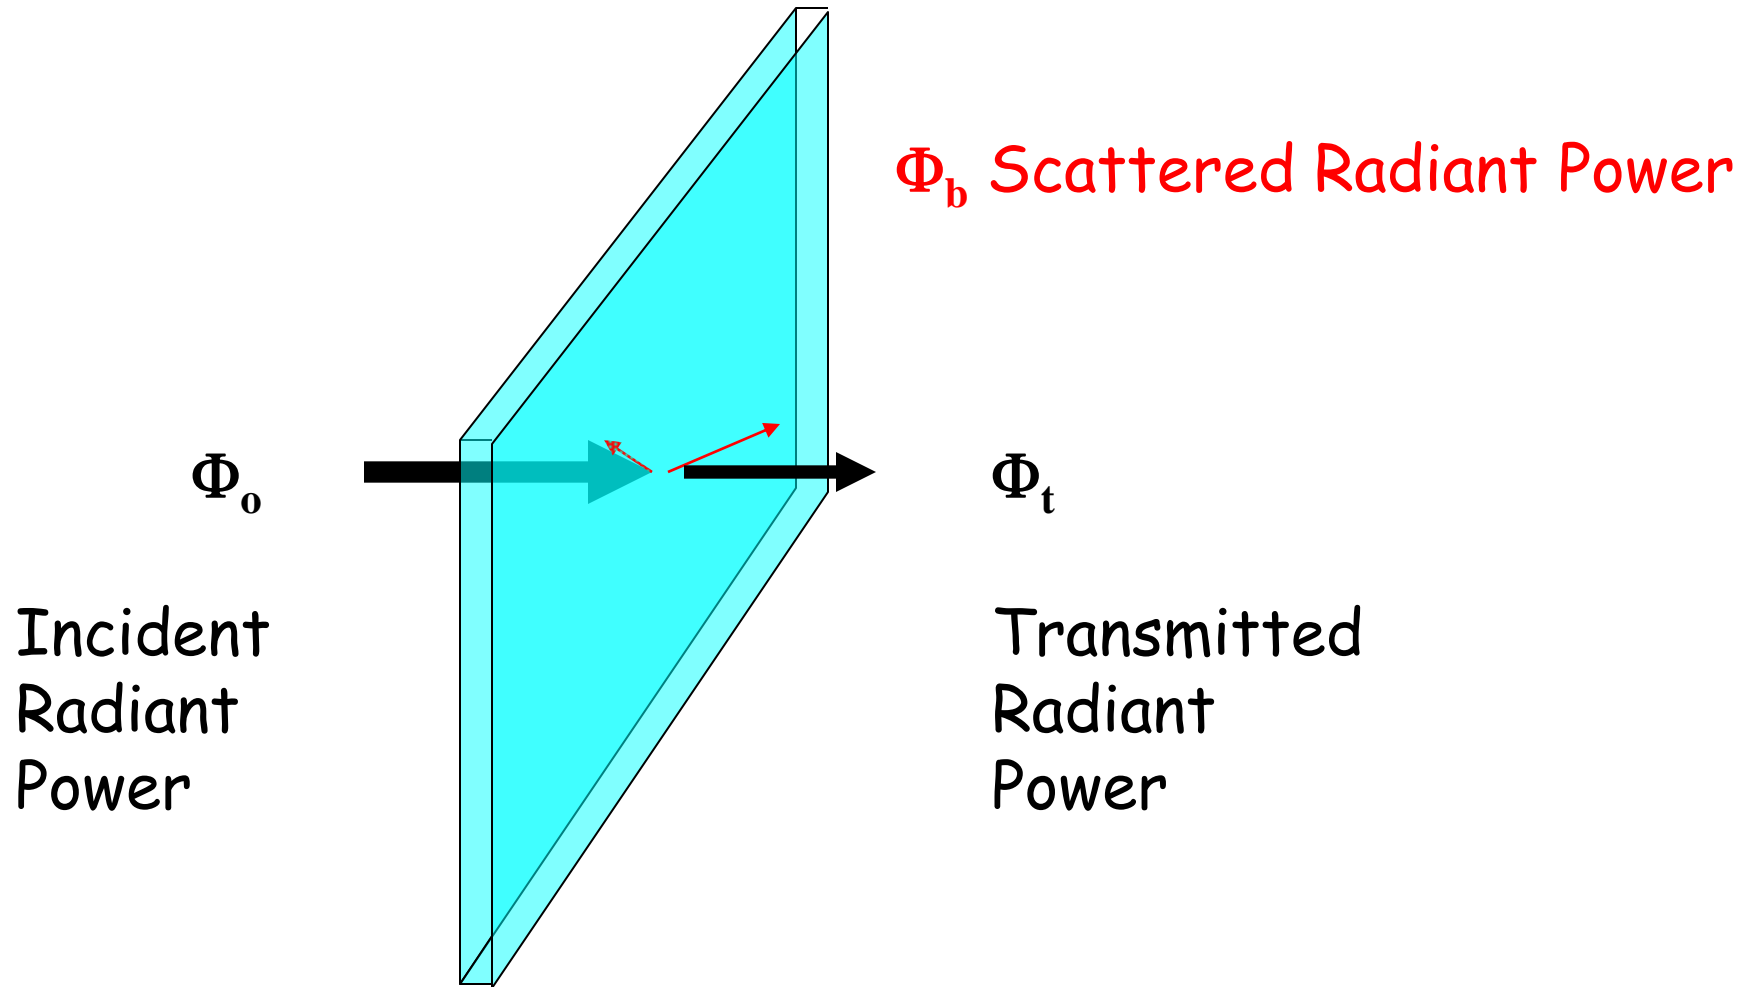 Φb Scattered Radiant Power
Φo
Φt
Incident
Radiant
Power
Transmitted
Radiant
Power